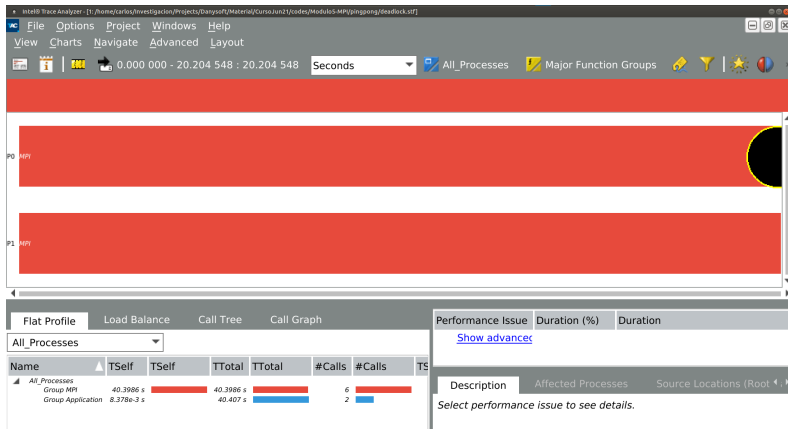 Intel® Trace Analyzer - [1: /home/carlos/Investigacion/Projects/Danysoft/Material/CursoJun21/codes/Modulo5-MPI/pingpong/deadlock.stf]
File Options Project Windows Help
View Charts Navigate Advanced Layout
0.000 000 - 20.204 548 : 20.204 548 Seconds All_Processes Major Function Groups
P0 MPI
P1 MPI
Flat Profile Load Balance Call Tree Call Graph
All_Processes
Name TSelf TSelf TTotal TTotal #Calls #Calls TS
All_Processes
Group MPI 40.3986 s 40.3986 s 6
Group Application 8.378e-3 s 40.407 s 2
Performance Issue Duration (%) Duration
Show advanced
Description Affected Processes Source Locations (Root
Select performance issue to see details.